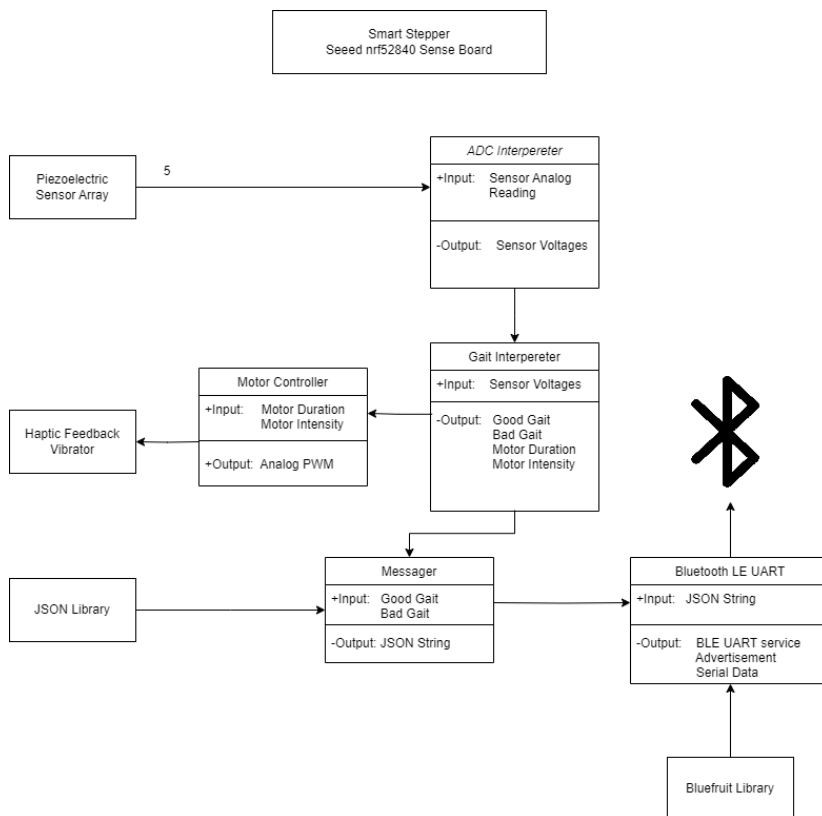 Smart Stepper
Seeed nrf52840 Sense Board
Piezoelectric
Sensor Array
5
ADC Interpereter
+Input: Sensor Analog
Reading
-Output: Sensor Voltages
Gait Interpereter
+Input: Sensor Voltages
-Output: Good Gait
Bad Gait
Motor Duration
Motor Intensity
Motor Controller
+Input: Motor Duration
Motor Intensity
+Output: Analog PWM
Haptic Feedback
Vibrator
JSON Library
Messager
+Input: Good Gait
Bad Gait
-Output: JSON String
Bluetooth LE UART
+Input: JSON String
-Output: BLE UART service
Advertisement
Serial Data
Bluefruit Library